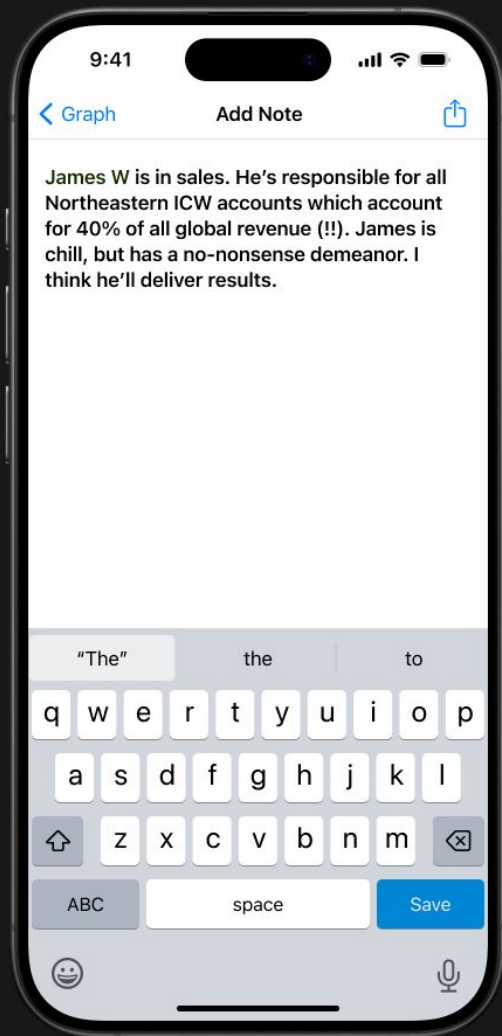 9:41
Graph Add Note
James W is in sales. He’s responsible for all
Northeastern ICW accounts which account
for 40% of all global revenue (!!). James is
chill, but has a no-nonsense demeanor. I
think he’ll deliver results.
“The” the to
q w e r t y u i o p
a s d f g h j k l
z x c v b n m
ABC space Save